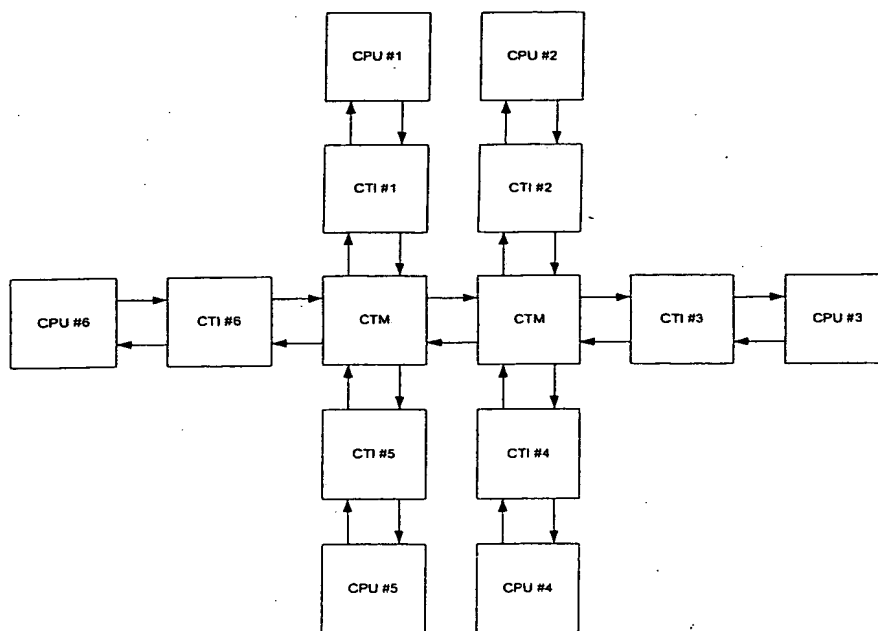 CPU #1
CPU #2
CTI #1
CTI #2
CPU #6
CTI #6
CTM
CTM
CTI #3
CPU #3
CTI #5
CTI #4
CPU #5
CPU #4